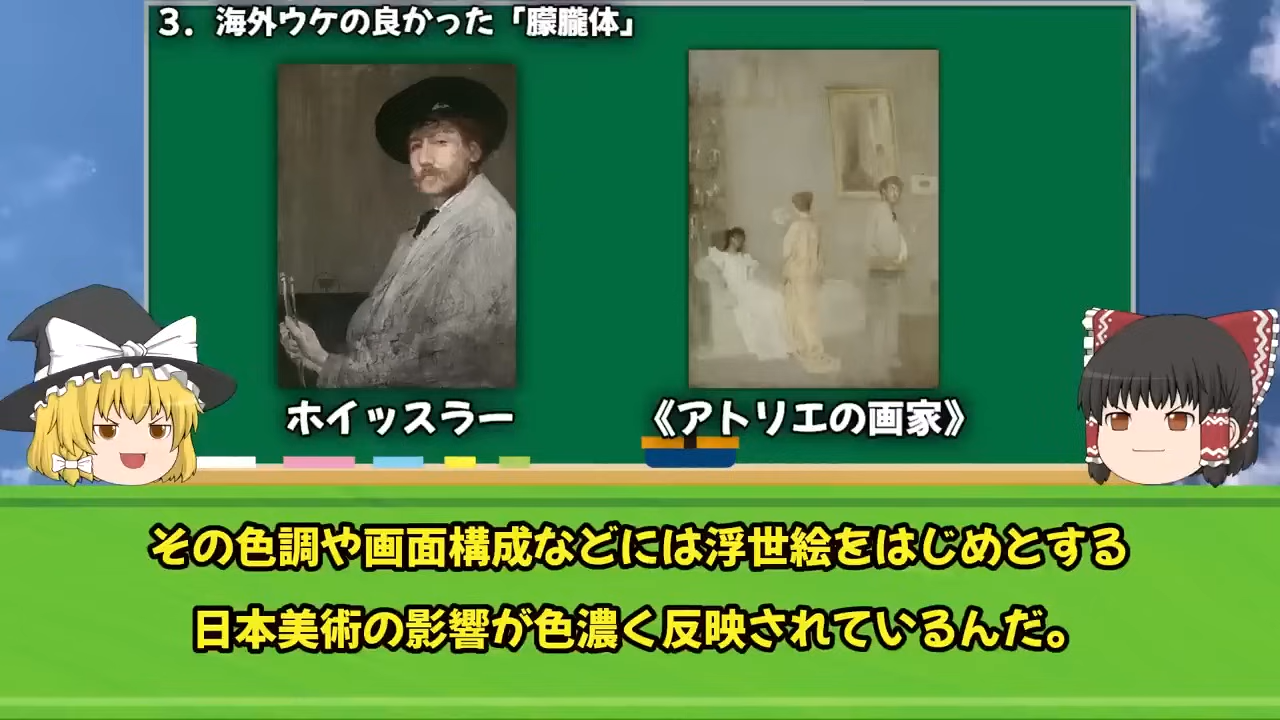 3．海外ウケの良かった「朦朧体」
ホイッスラー
《アトリエの画家》
その色調や画面構成などには浮世絵をはじめとする
日本美術の影響が色濃く反映されているんだ。